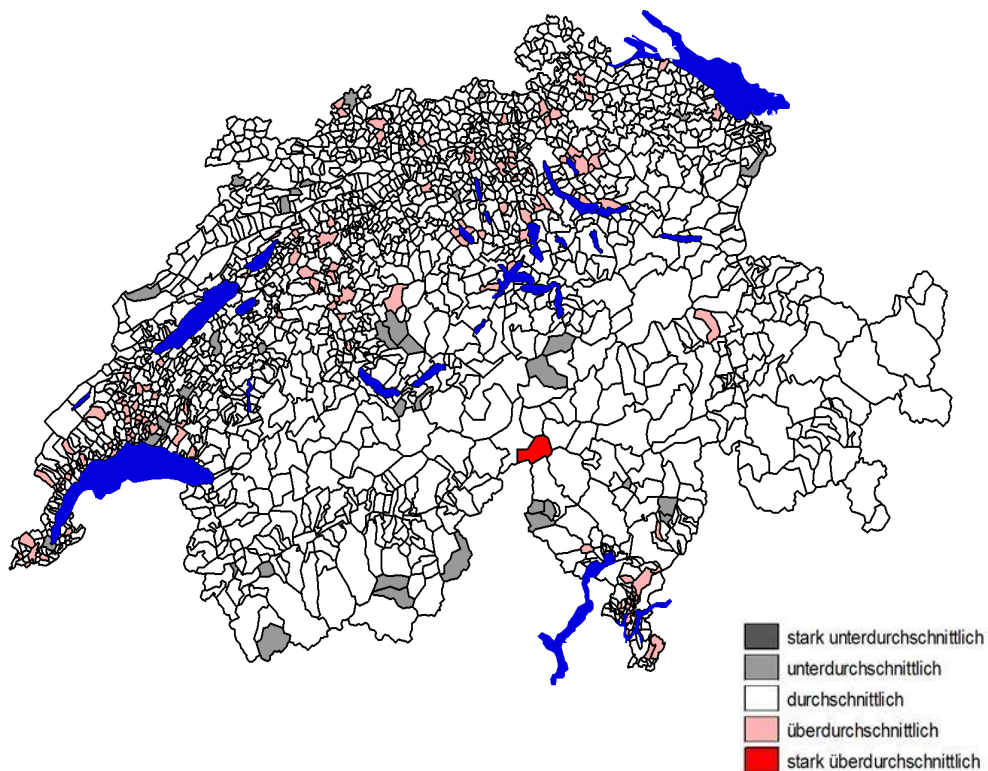 stark unterdurchschnittlich
unterdurchschnittlich
durchschnittlich
überdurchschnittlich
stark überdurchschnittlich